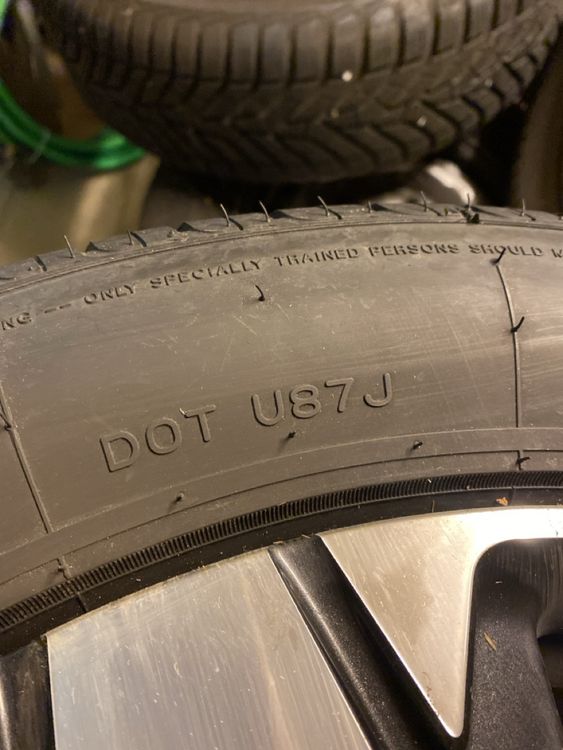 NG -- ONLY SPECIALLY TRAINED PERSONS SHOULD M
DOT U87J